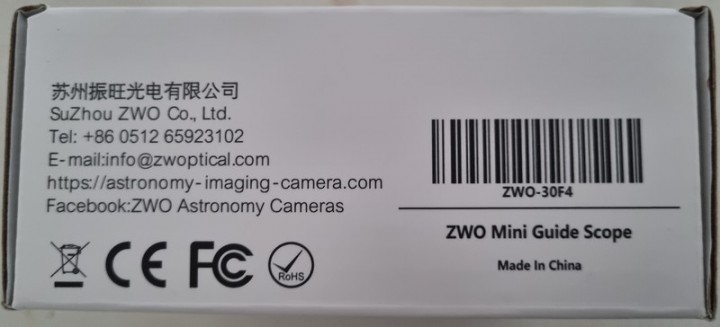 苏州振旺光电有限公司
SuZhou ZWO Co., Ltd.
Tel: +86 0512 65923102
E-mail:info@zwoptical.com
https://astronomy-imaging-camera.com
Facebook:ZWO Astronomy Cameras
CE FC RoHS
ZWO-30F4
ZWO Mini Guide Scope
Made In China